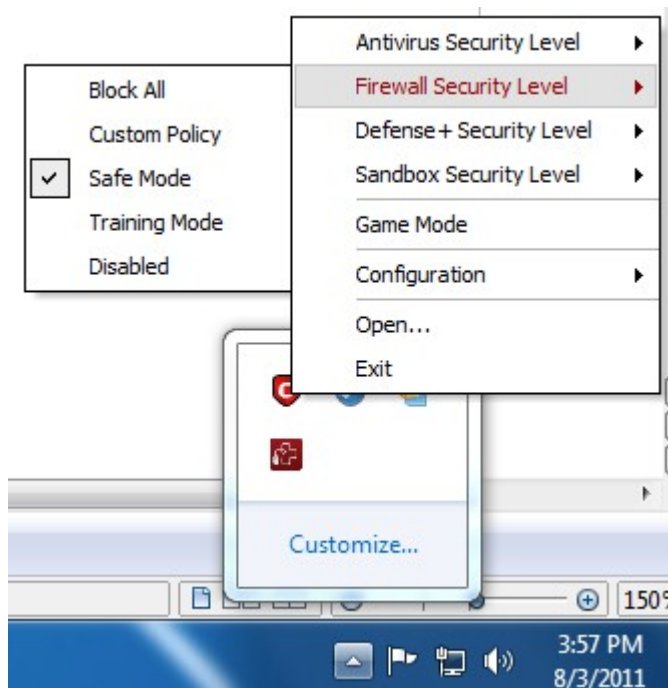 Antivirus Security Level
Firewall Security Level
Defense+ Security Level
Sandbox Security Level
Game Mode
Configuration
Open...
Exit
Block All
Custom Policy
Safe Mode
Training Mode
Disabled
Customize...
150%
3:57 PM
8/3/2011